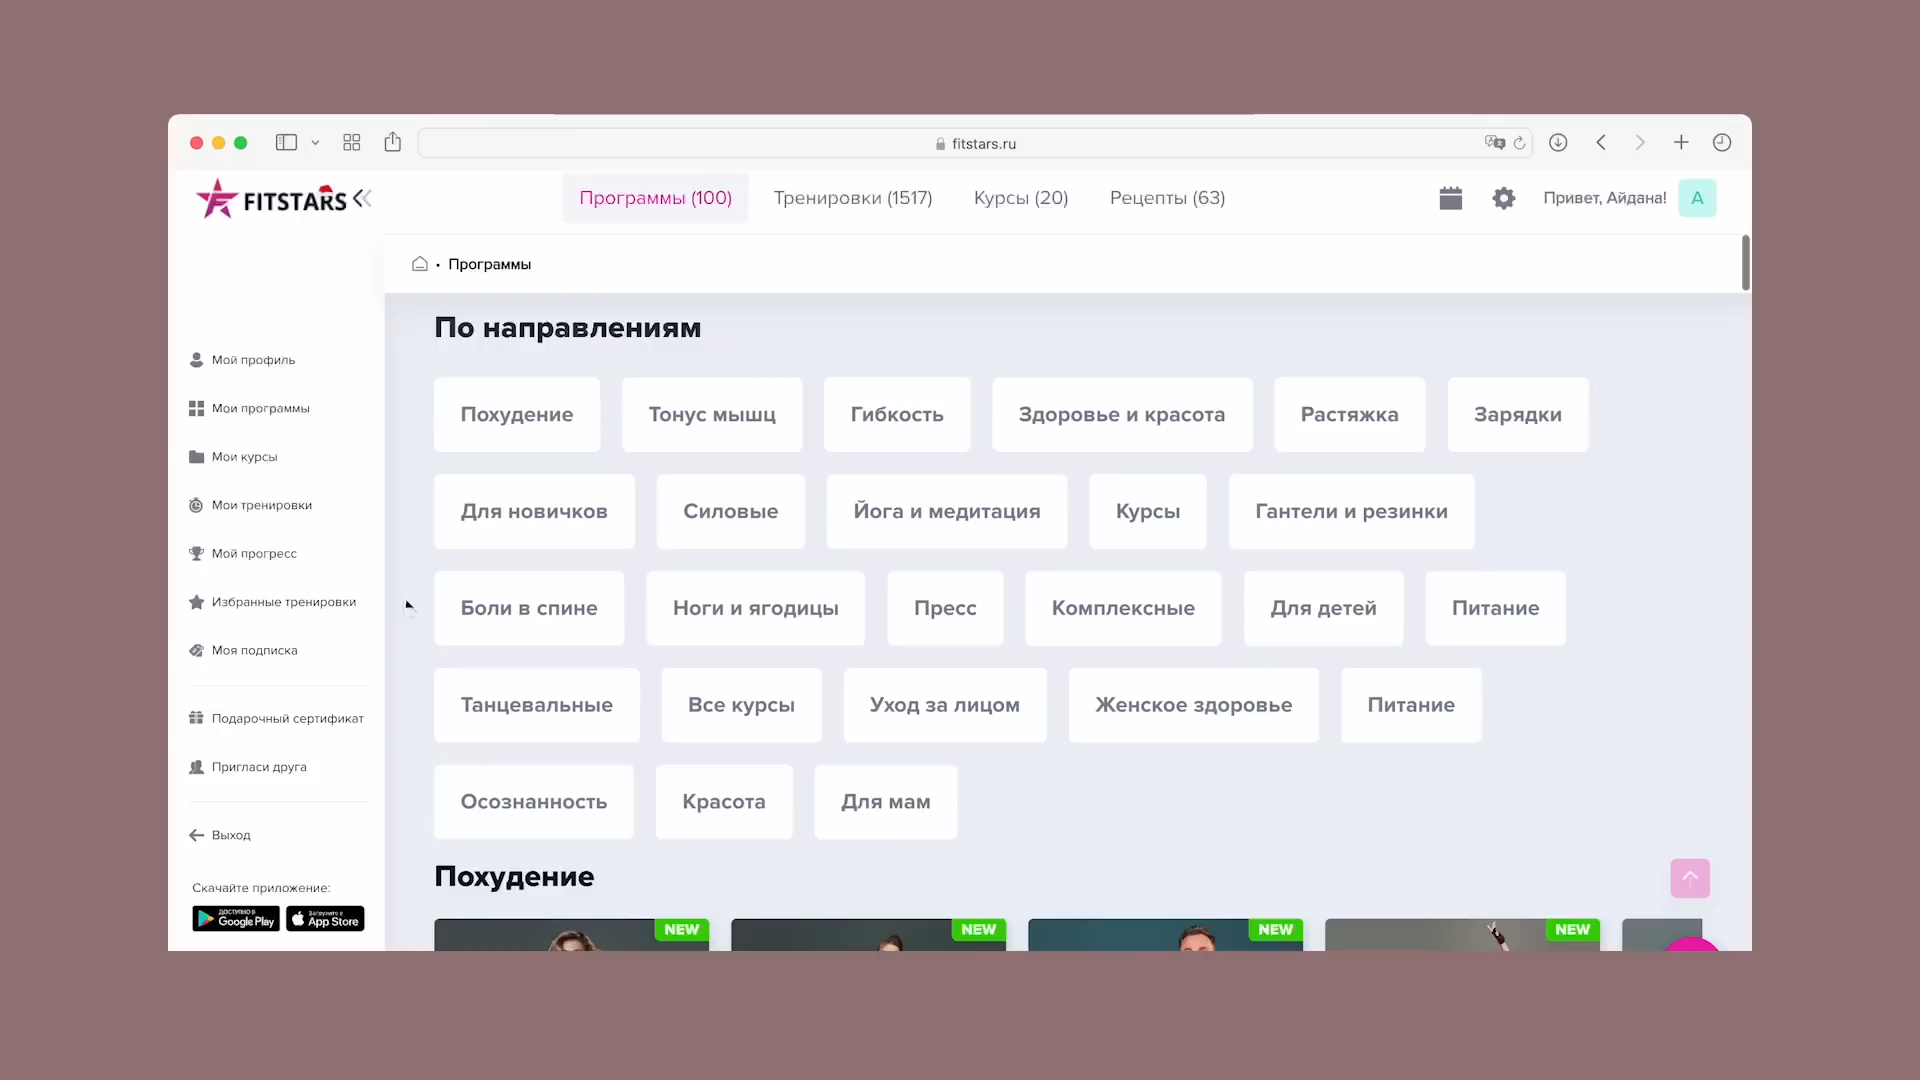 fitstars.ru
FITSTARS
Программы (100)
Тренировки (1517)
Курсы (20)
Рецепты (63)
Привет, Айдана!
А
Программы
Мой профиль
Мои программы
Мои курсы
Мои тренировки
Мой прогресс
Избранные тренировки
Моя подписка
Подарочный сертификат
Пригласи друга
Выход
Скачайте приложение:
ДОСТУПНО В
Google Play
Загрузите в
App Store
По направлениям
Похудение
Тонус мышц
Гибкость
Здоровье и красота
Растяжка
Зарядки
Для новичков
Силовые
Йога и медитация
Курсы
Гантели и резинки
Боли в спине
Ноги и ягодицы
Пресс
Комплексные
Для детей
Питание
Танцевальные
Все курсы
Уход за лицом
Женское здоровье
Питание
Осознанность
Красота
Для мам
Похудение
NEW
NEW
NEW
NEW